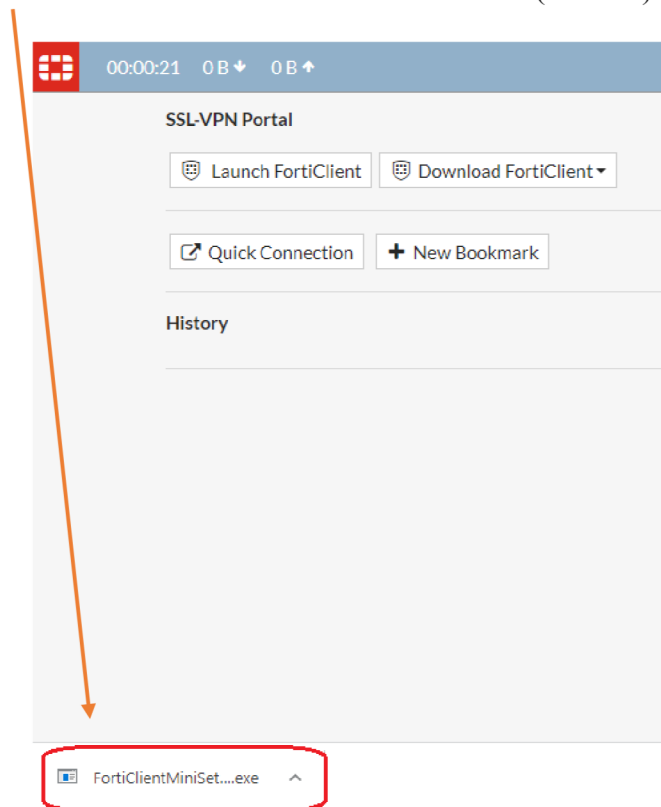 00:00:21 0 B 0 B
SSL-VPN Portal
Launch FortiClient Download FortiClient
Quick Connection New Bookmark
History
FortiClientMiniSet....exe